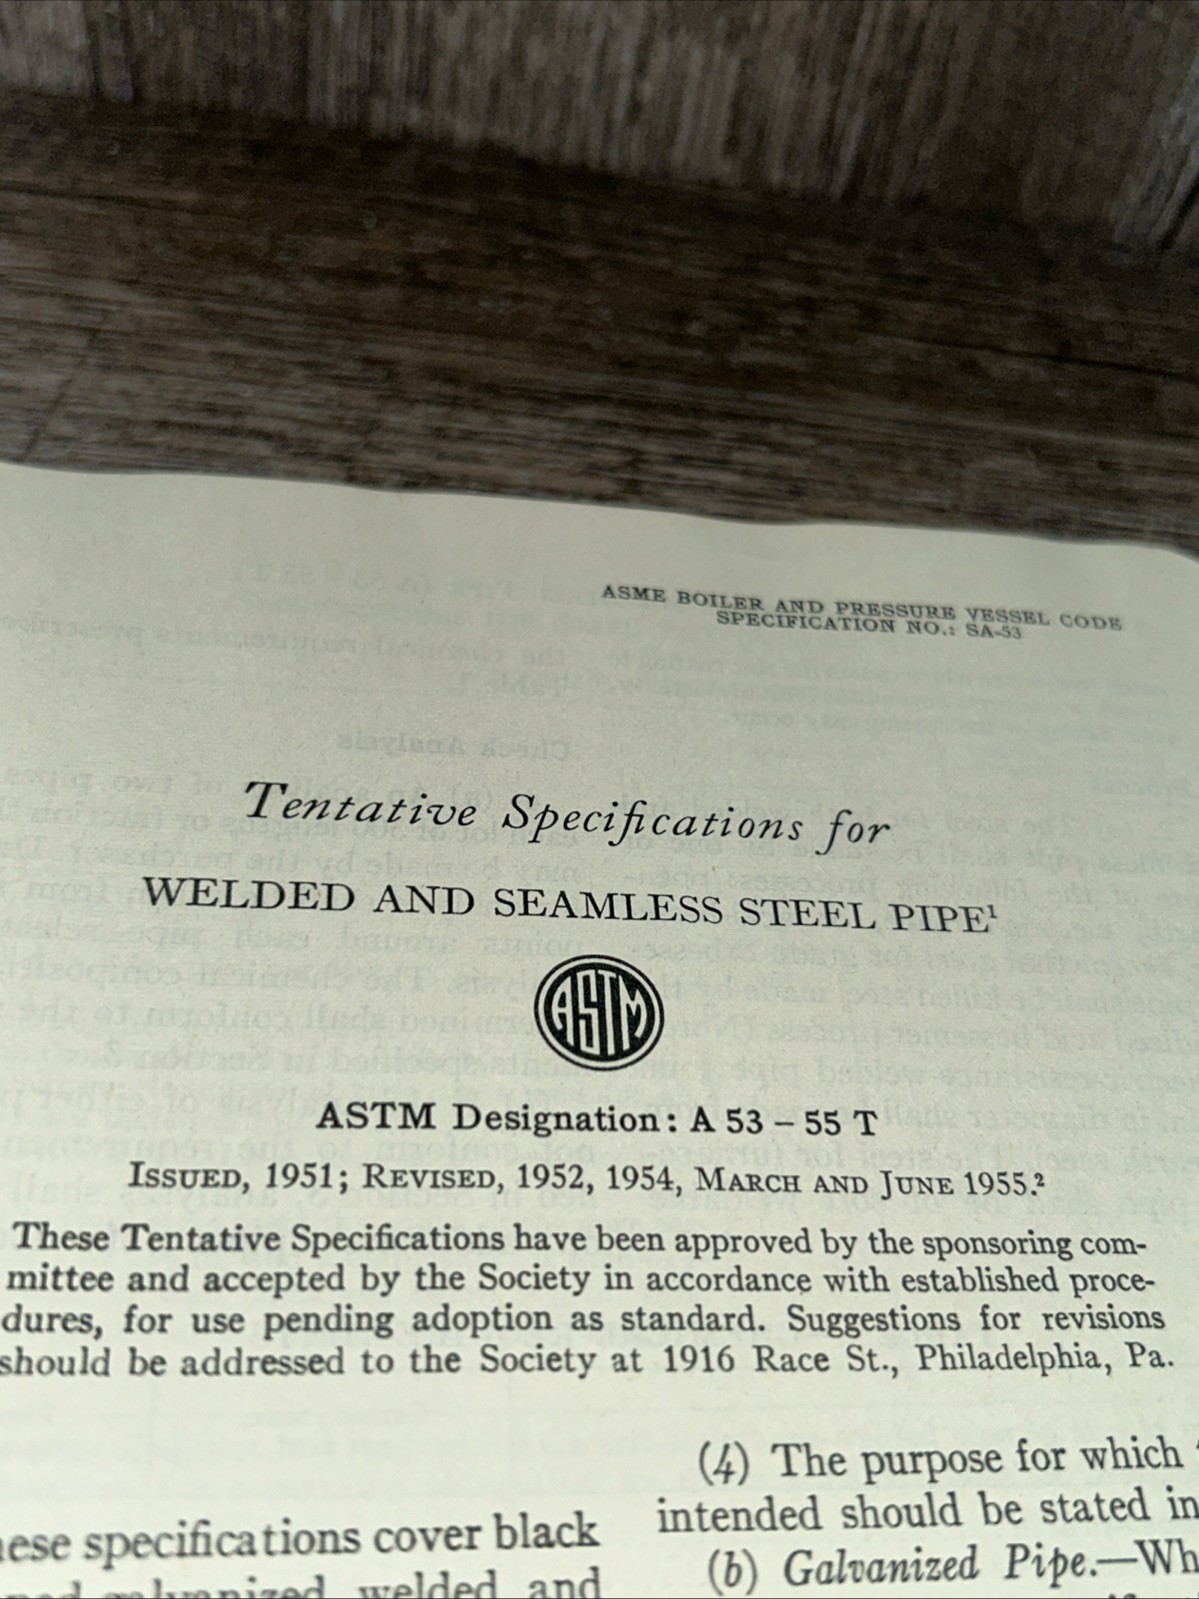 ASME BOILER AND PRESSURE VESSEL CODE
SPECIFICATION NO.: SA-53
Tentative Specifications for
WELDED AND SEAMLESS STEEL PIPE¹
ASTM
ASTM Designation: A 53 – 55 T
ISSUED, 1951; REVISED, 1952, 1954, MARCH AND JUNE 1955.²
These Tentative Specifications have been approved by the sponsoring com-
mittee and accepted by the Society in accordance with established proce-
dures, for use pending adoption as standard. Suggestions for revisions
should be addressed to the Society at 1916 Race St., Philadelphia, Pa.
specifications cover black
galvanized, welded and
(4) The purpose for which
intended should be stated in
(b) Galvanized Pipe.—Wh